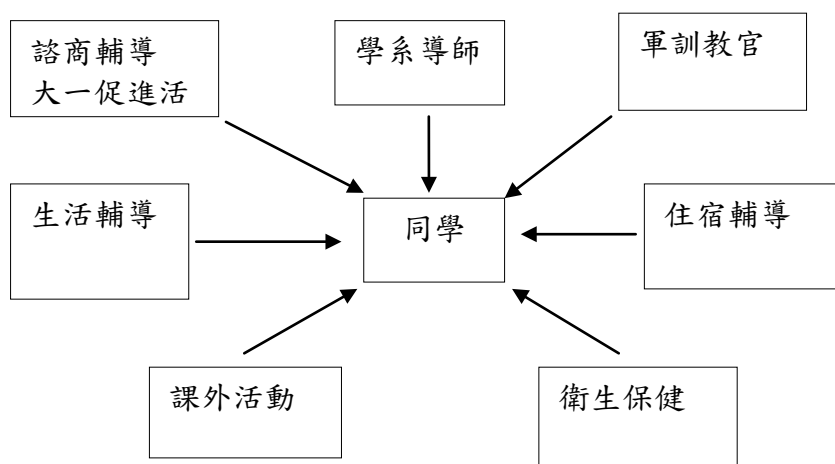 諮商輔導
大一促進活
學系導師
軍訓教官
生活輔導
同學
住宿輔導
課外活動
衛生保健